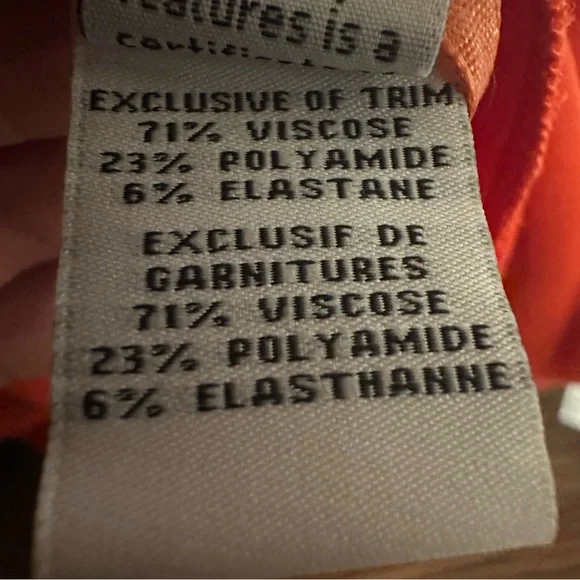 features is a
EXCLUSIVE OF TRIM
71% VISCOSE
23% POLYAMIDE
6% ELASTANE
EXCLUSIF DE
GARNITURES
71% VISCOSE
23% POLYAMIDE
6% ELASTHANNE